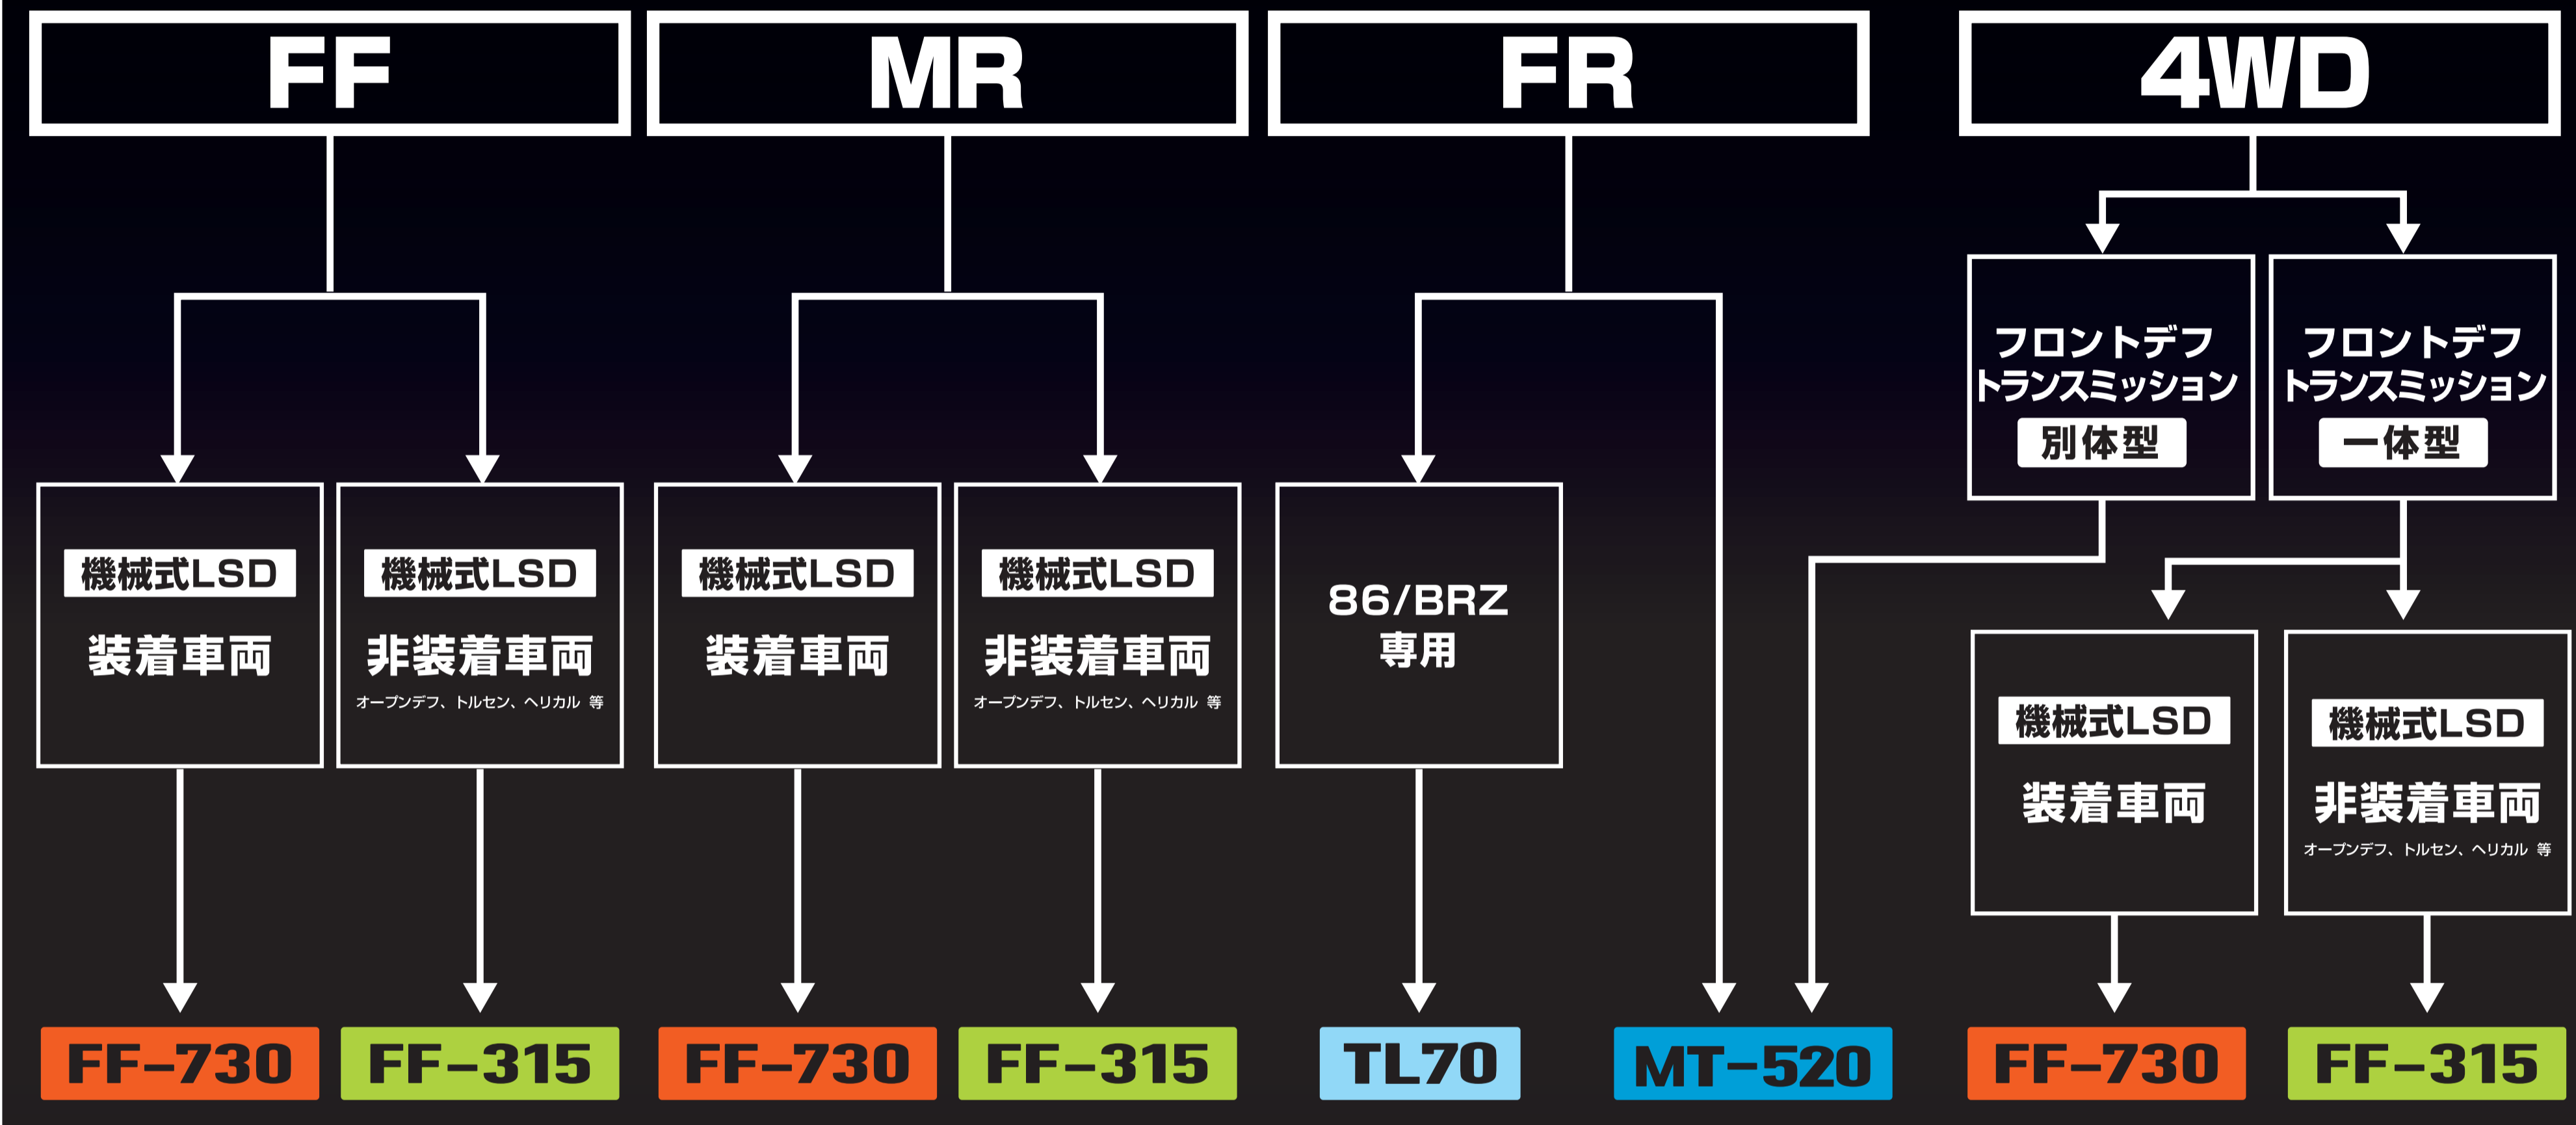 FF
MR
FR
4WD
フロントデフ
トランスミッション
別体型
フロントデフ
トランスミッション
一体型
機械式LSD
装着車両
機械式LSD
非装着車両
オープンデフ、トルセン、ヘリカル 等
機械式LSD
装着車両
機械式LSD
非装着車両
オープンデフ、トルセン、ヘリカル 等
86/BRZ
専用
機械式LSD
装着車両
機械式LSD
非装着車両
オープンデフ、トルセン、ヘリカル 等
FF-730
FF-315
FF-730
FF-315
TL70
MT-520
FF-730
FF-315